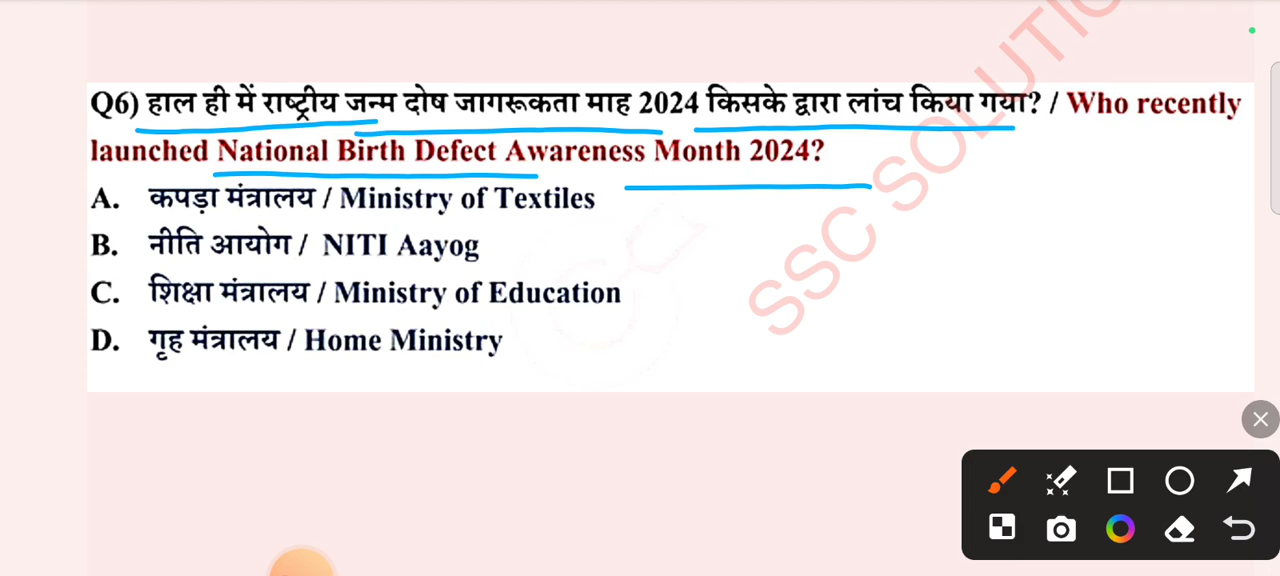 Q6) हाल ही में राष्ट्रीय जन्म दोष जागरूकता माह 2024 किसके द्वारा लांच किया गया? / Who recently
launched National Birth Defect Awareness Month 2024?
A. कपड़ा मंत्रालय / Ministry of Textiles
B. नीति आयोग / NITI Aayog
C. शिक्षा मंत्रालय / Ministry of Education
D. गृह मंत्रालय / Home Ministry
SSC SOLUTIO